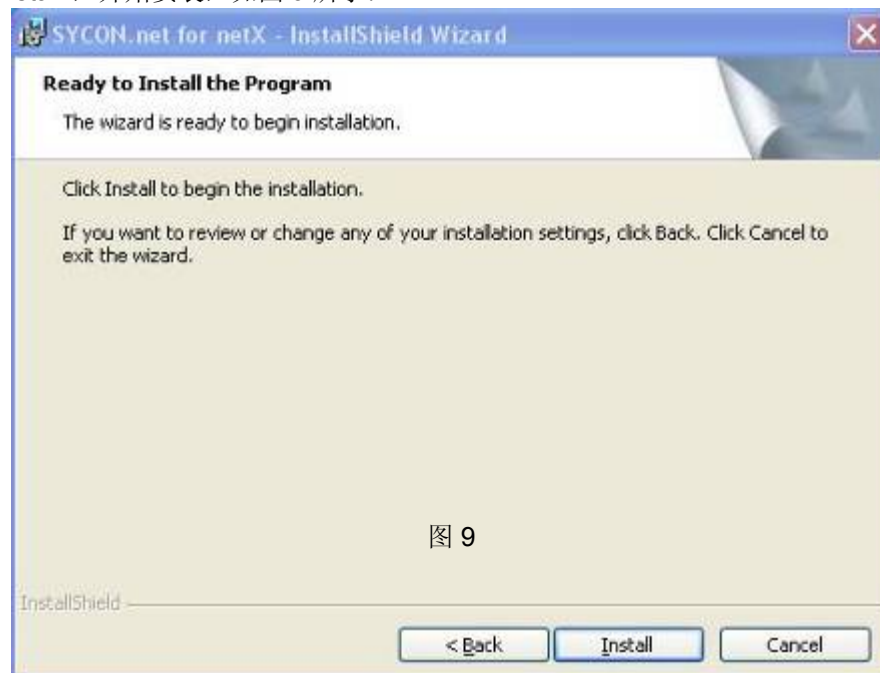 SYCON.net for netX - InstallShield Wizard
Ready to Install the Program
The wizard is ready to begin installation.
Click Install to begin the installation.
If you want to review or change any of your installation settings, click Back. Click Cancel to
exit the wizard.
图 9
InstallShield
< Back
Install
Cancel